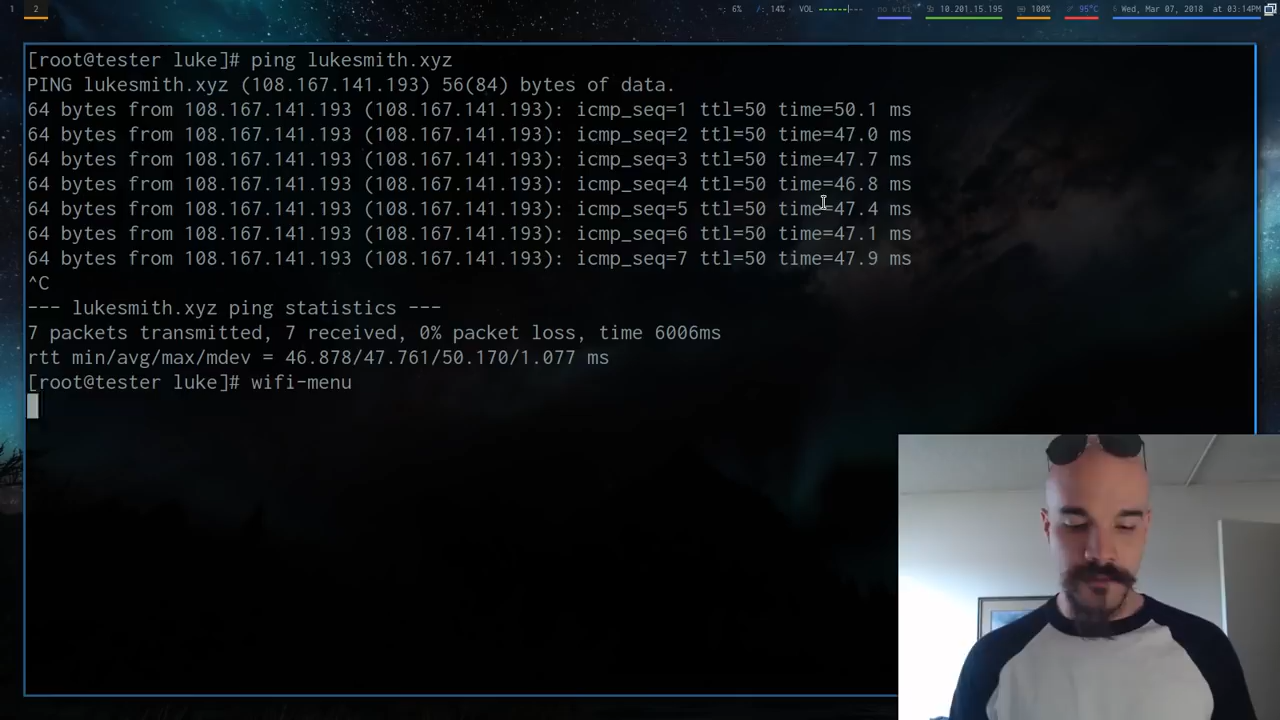 1 2 6% 14% VOL no wifi 10.201.15.195 100% 95°C Wed, Mar 07, 2018 at 03:14PM
[root@tester luke]# ping lukesmith.xyz
PING lukesmith.xyz (108.167.141.193) 56(84) bytes of data.
64 bytes from 108.167.141.193 (108.167.141.193): icmp_seq=1 ttl=50 time=50.1 ms
64 bytes from 108.167.141.193 (108.167.141.193): icmp_seq=2 ttl=50 time=47.0 ms
64 bytes from 108.167.141.193 (108.167.141.193): icmp_seq=3 ttl=50 time=47.7 ms
64 bytes from 108.167.141.193 (108.167.141.193): icmp_seq=4 ttl=50 time=46.8 ms
64 bytes from 108.167.141.193 (108.167.141.193): icmp_seq=5 ttl=50 time=47.4 ms
64 bytes from 108.167.141.193 (108.167.141.193): icmp_seq=6 ttl=50 time=47.1 ms
64 bytes from 108.167.141.193 (108.167.141.193): icmp_seq=7 ttl=50 time=47.9 ms
^C
--- lukesmith.xyz ping statistics ---
7 packets transmitted, 7 received, 0% packet loss, time 6006ms
rtt min/avg/max/mdev = 46.878/47.761/50.170/1.077 ms
[root@tester luke]# wifi-menu